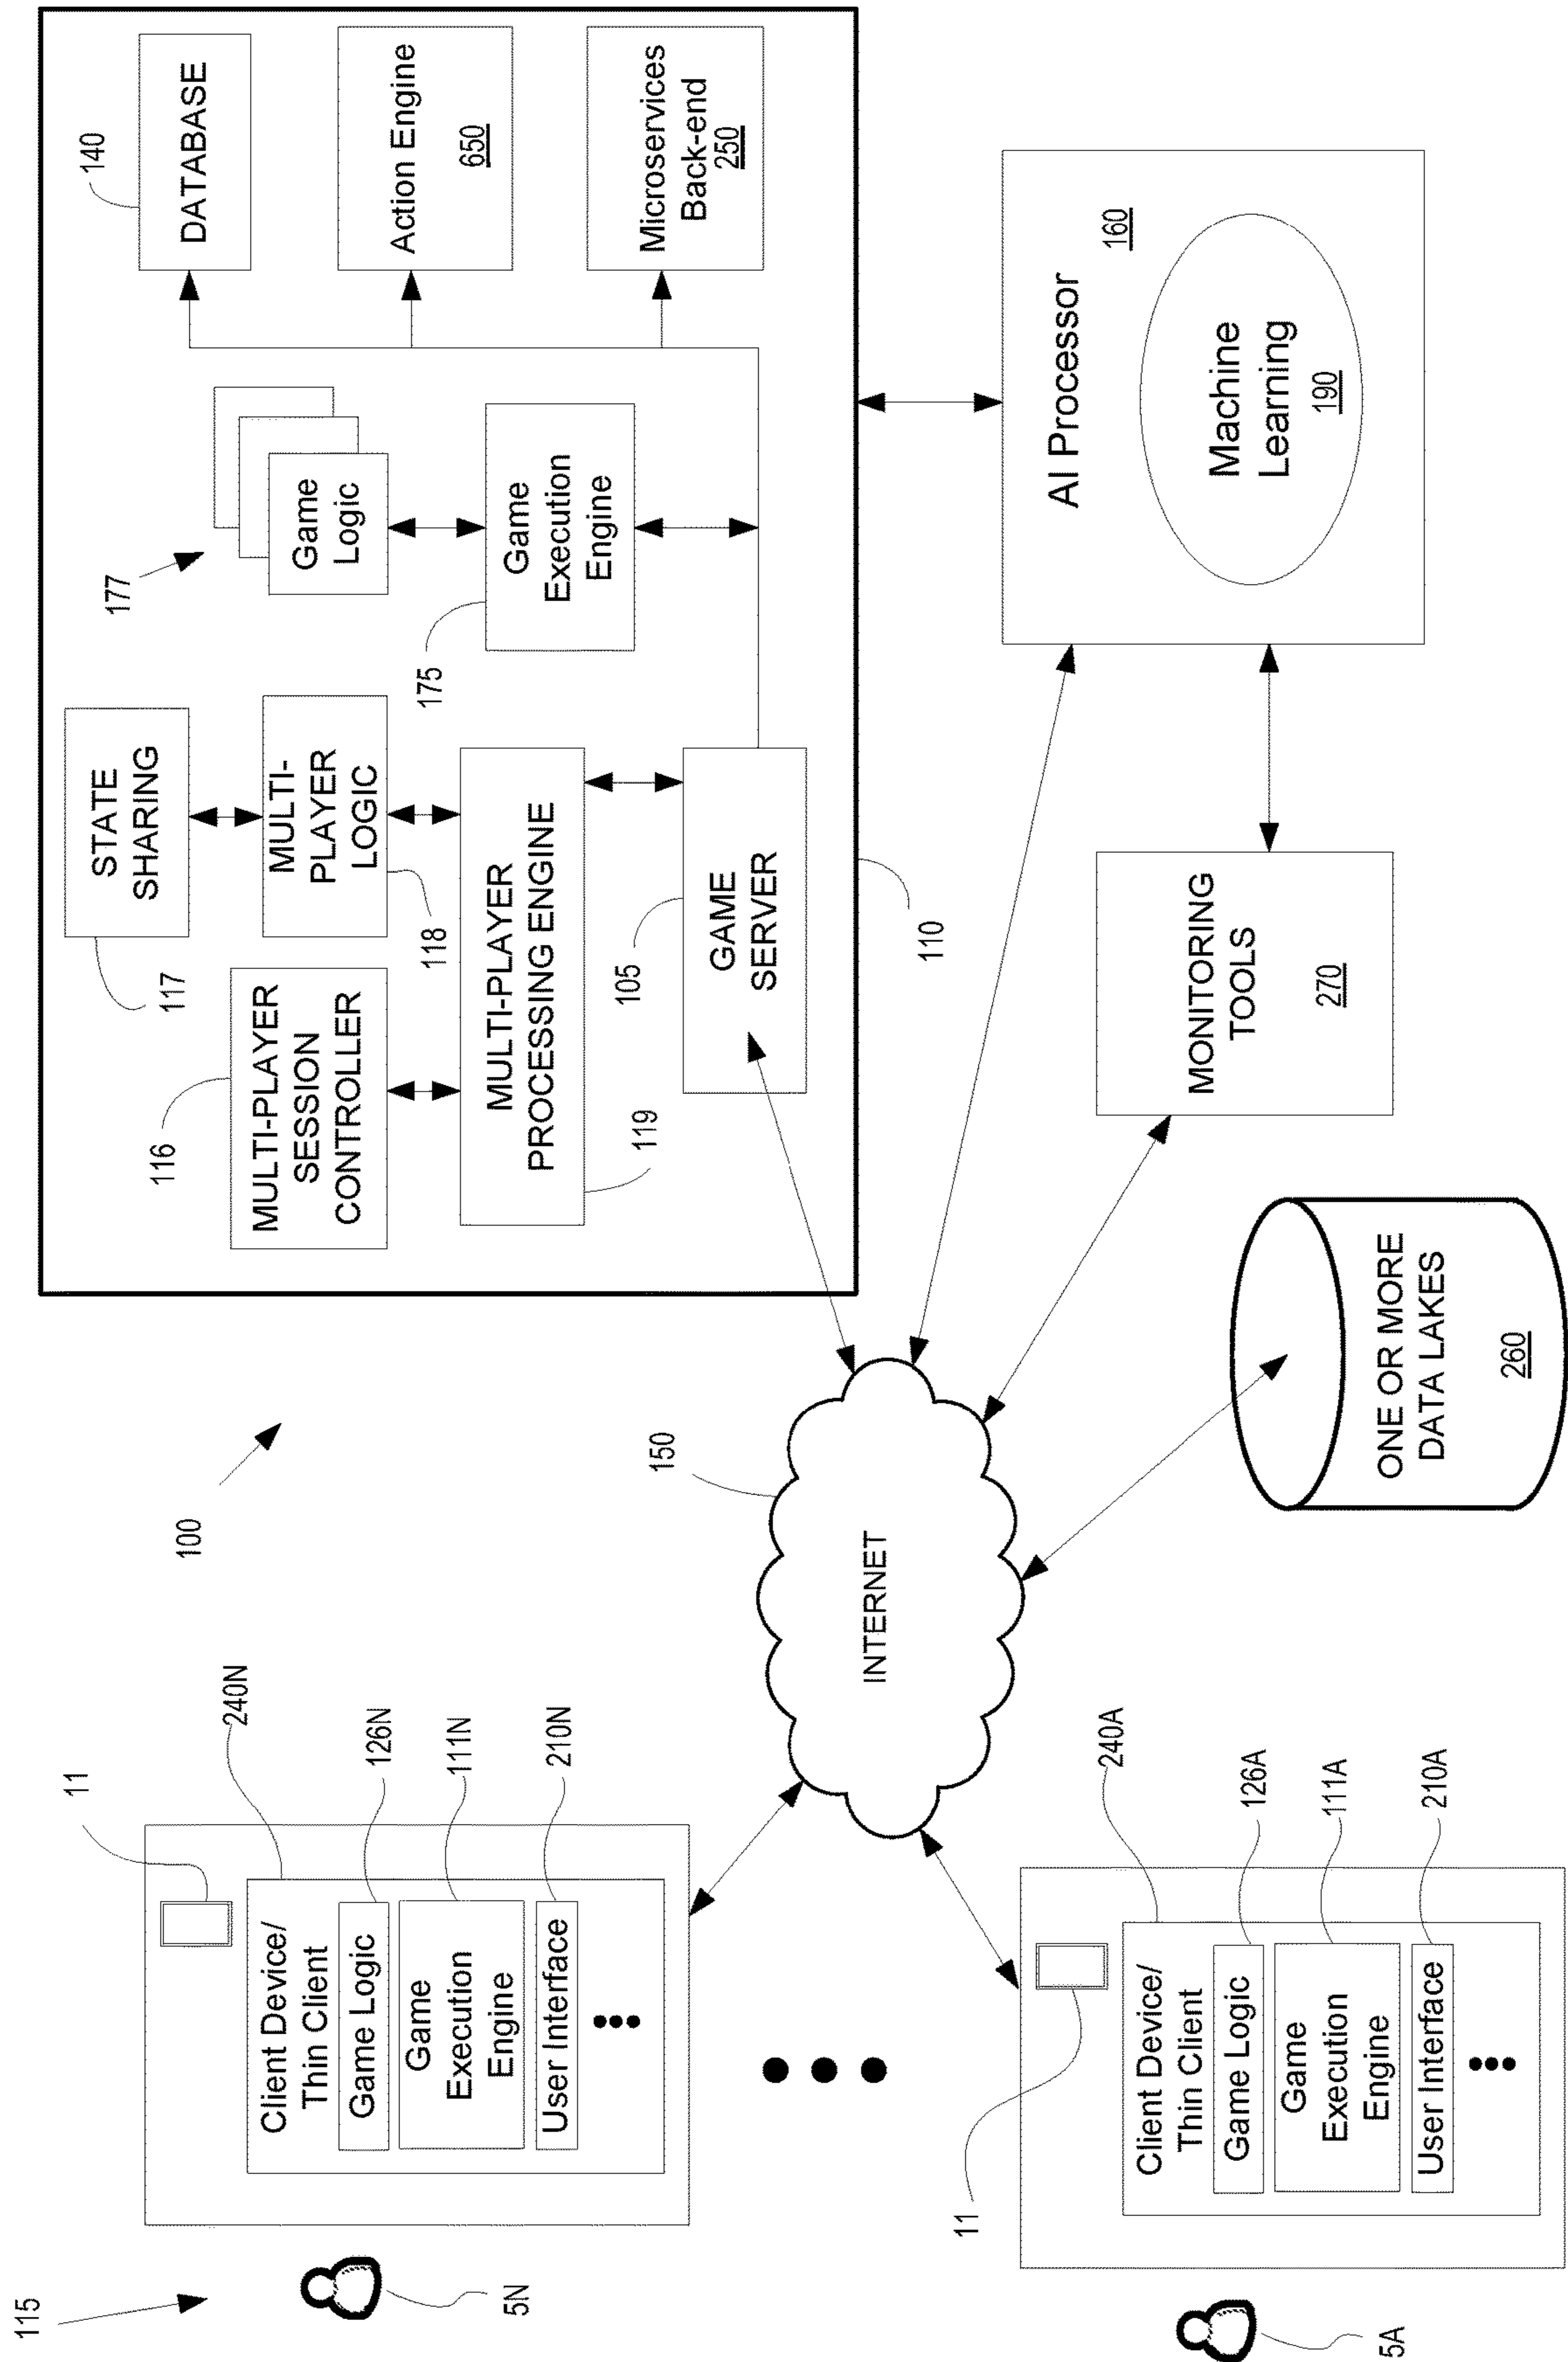 115
5N
11
240N
Client Device/
Thin Client
Game Logic
126N
Game
Execution
Engine
111N
User Interface
210N
5A
11
240A
Client Device/
Thin Client
Game Logic
126A
Game
Execution
Engine
111A
User Interface
210A
100
INTERNET
150
116
MULTI-PLAYER
SESSION
CONTROLLER
117
STATE
SHARING
MULTI-
PLAYER
LOGIC
118
MULTI-PLAYER
PROCESSING ENGINE
119
105
GAME
SERVER
110
177
Game
Logic
175
Game
Execution
Engine
140
DATABASE
Action Engine
650
Microservices
Back-end
250
AI Processor
160
Machine
Learning
190
MONITORING
TOOLS
270
ONE OR MORE
DATA LAKES
260